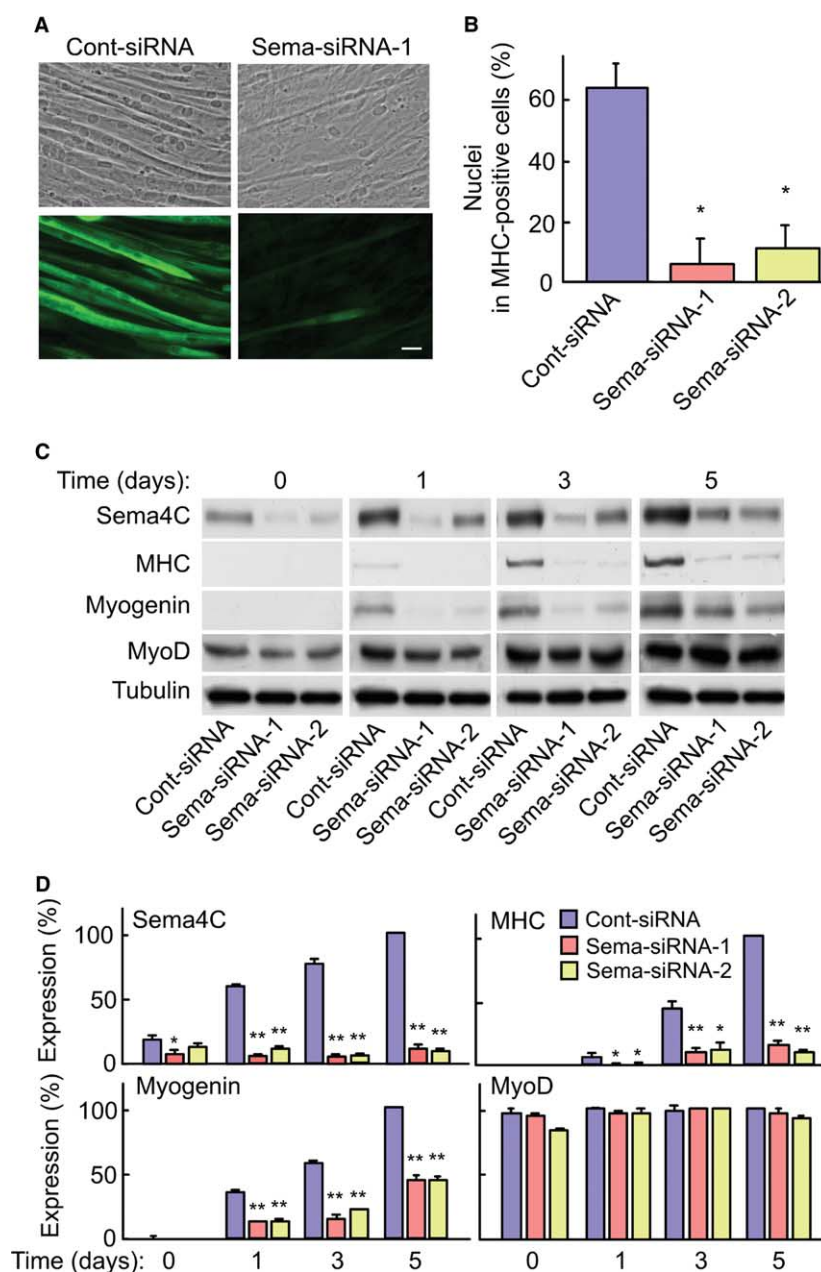 A
Cont-siRNA Sema-siRNA-1
B
Nuclei
in MHC-positive cells (%)
60
40
20
0
* *
Cont-siRNA
Sema-siRNA-1
Sema-siRNA-2
C
Time (days): 0 1 3 5
Sema4C
MHC
Myogenin
MyoD
Tubulin
Cont-siRNA Sema-siRNA-1 Sema-siRNA-2 Cont-siRNA Sema-siRNA-1 Sema-siRNA-2 Cont-siRNA Sema-siRNA-1 Sema-siRNA-2 Cont-siRNA Sema-siRNA-1 Sema-siRNA-2
D
Expression (%)
Sema4C
100
50
0
* ** ** ** ** ** **
MHC
Cont-siRNA
Sema-siRNA-1
Sema-siRNA-2
* * ** * ** **
Expression (%)
Myogenin
100
50
0
** ** ** ** ** **
MyoD
Time (days): 0 1 3 5 0 1 3 5